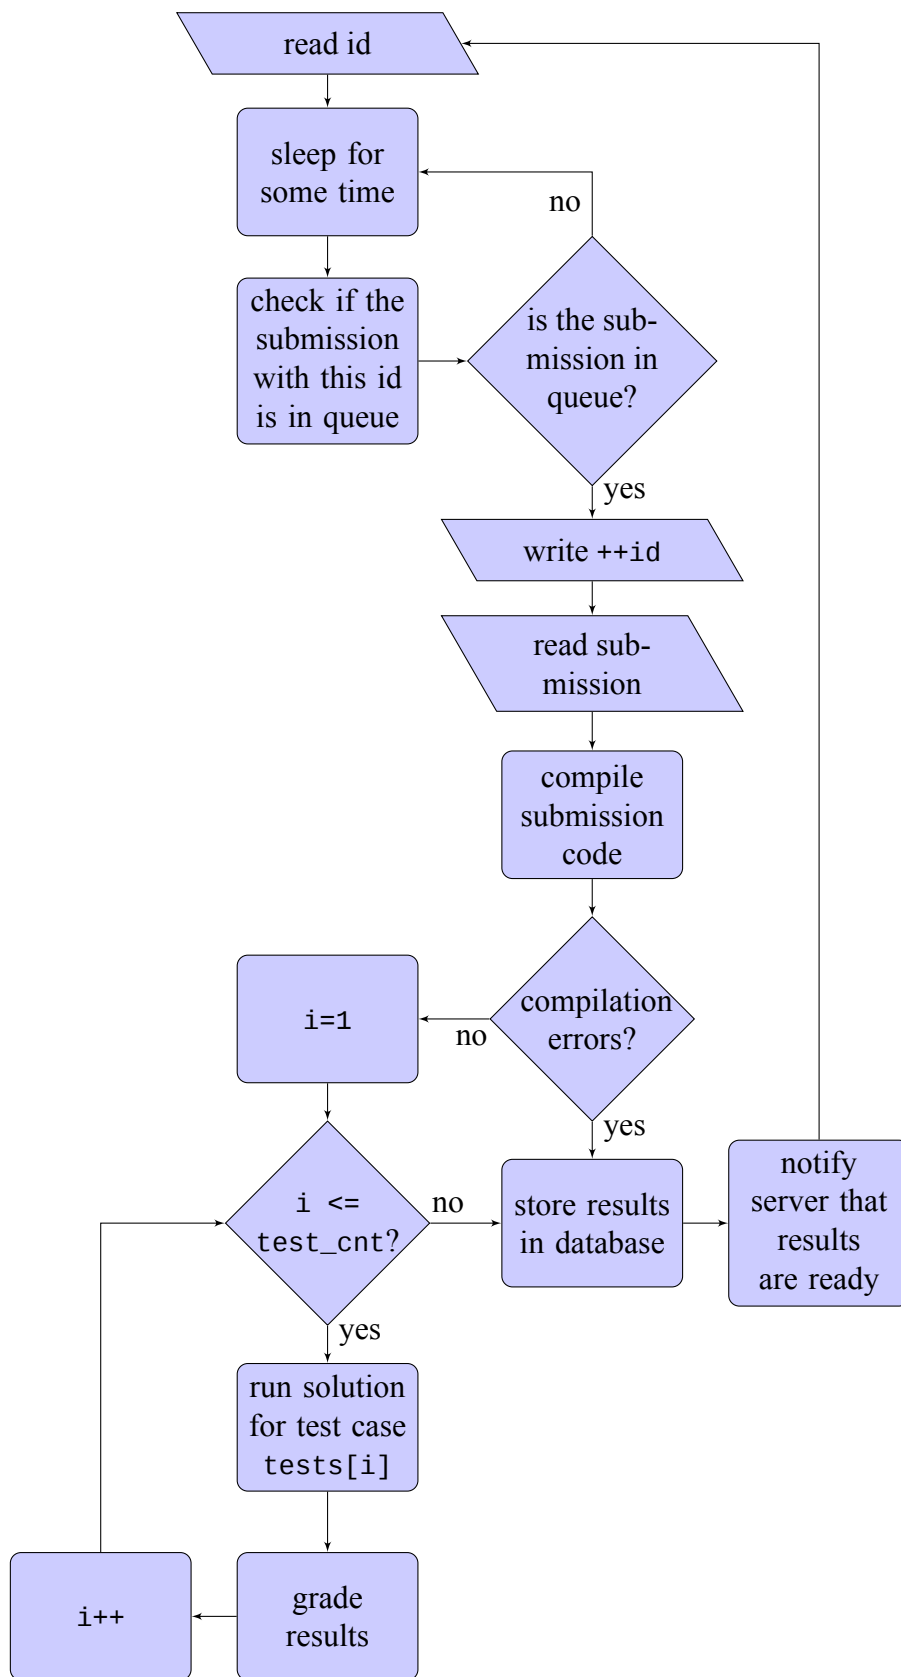 read id
sleep for
some time
no
check if the
submission
with this id
is in queue
is the sub-
mission in
queue?
yes
write ++id
read sub-
mission
compile
submission
code
compilation
errors?
no
i=1
yes
i <=
test_cnt?
no
store results
in database
notify
server that
results
are ready
yes
run solution
for test case
tests[i]
grade
results
i++